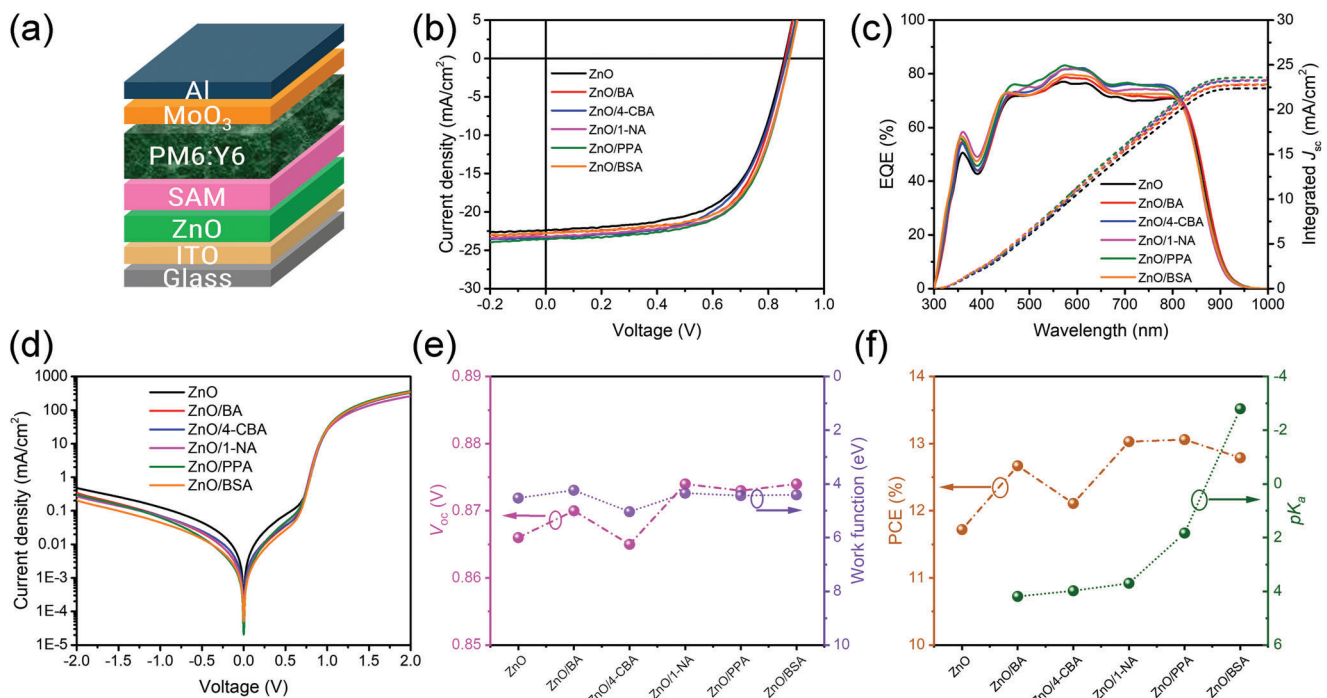 (a)
Al
MoO3
PM6:Y6
SAM
ZnO
ITO
Glass
(b)
5
0
-5
-10
-15
-20
-25
-30
Current density (mA/cm²)
ZnO
ZnO/BA
ZnO/4-CBA
ZnO/1-NA
ZnO/PPA
ZnO/BSA
-0.2 0.0 0.2 0.4 0.6 0.8 1.0
Voltage (V)
(c)
100
80
60
40
20
0
EQE (%)
30
25
20
15
10
5
0
Integrated Jsc (mA/cm²)
ZnO
ZnO/BA
ZnO/4-CBA
ZnO/1-NA
ZnO/PPA
ZnO/BSA
300 400 500 600 700 800 900 1000
Wavelength (nm)
(d)
1000
100
10
1
0.1
0.01
1E-3
1E-4
1E-5
Current density (mA/cm²)
ZnO
ZnO/BA
ZnO/4-CBA
ZnO/1-NA
ZnO/PPA
ZnO/BSA
-2.0 -1.5 -1.0 -0.5 0.0 0.5 1.0 1.5 2.0
Voltage (V)
(e)
0.89
0.88
0.87
0.86
0.85
Voc (V)
0
2
4
6
8
10
Work function (eV)
ZnO
ZnO/BA
ZnO/4-CBA
ZnO/1-NA
ZnO/PPA
ZnO/BSA
(f)
14
13
12
11
10
PCE (%)
-4
-2
0
2
4
6
pKa
ZnO
ZnO/BA
ZnO/4-CBA
ZnO/1-NA
ZnO/PPA
ZnO/BSA